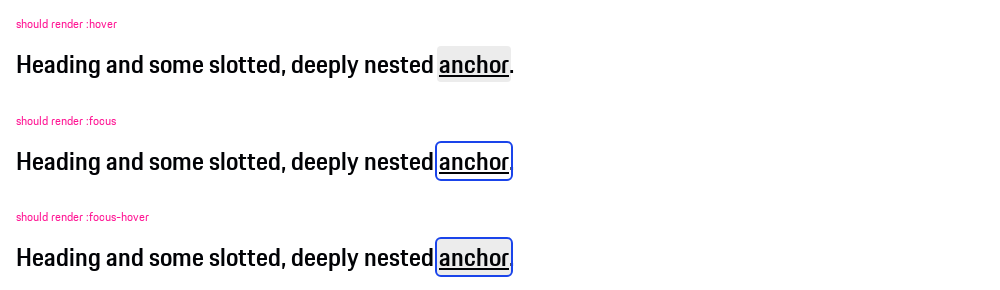 should render :hover
Heading and some slotted, deeply nested anchor.
should render :focus
Heading and some slotted, deeply nested anchor.
should render :focus-hover
Heading and some slotted, deeply nested anchor.